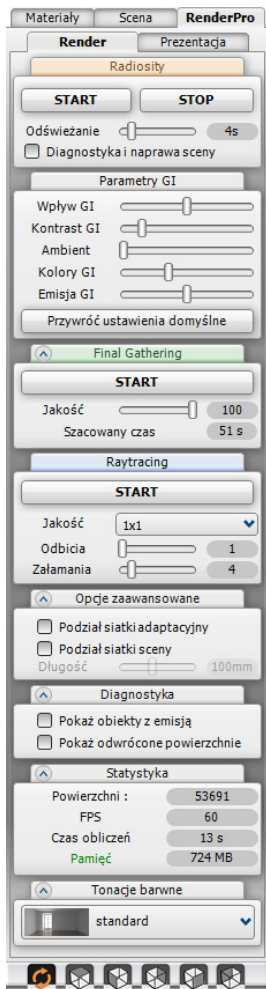 Materiały Scena RenderPro
Render Prezentacja
Radiosity
START STOP
Odświeżanie 4s
Diagnostyka i naprawa sceny
Parametry GI
Wpływ GI
Kontrast GI
Ambient
Kolory GI
Emisja GI
Przywróć ustawienia domyślne
Final Gathering
START
Jakość 100
Szacowany czas 51 s
Raytracing
START
Jakość 1x1
Odbicia 1
Załamania 4
Opcje zaawansowane
Podział siatki adaptacyjny
Podział siatki sceny
Długość 100mm
Diagnostyka
Pokaż obiekty z emisją
Pokaż odwrócone powierzchnie
Statystyka
Powierzchni : 53691
FPS 60
Czas obliczeń 13 s
Pamięć 724 MB
Tonacje barwne
standard